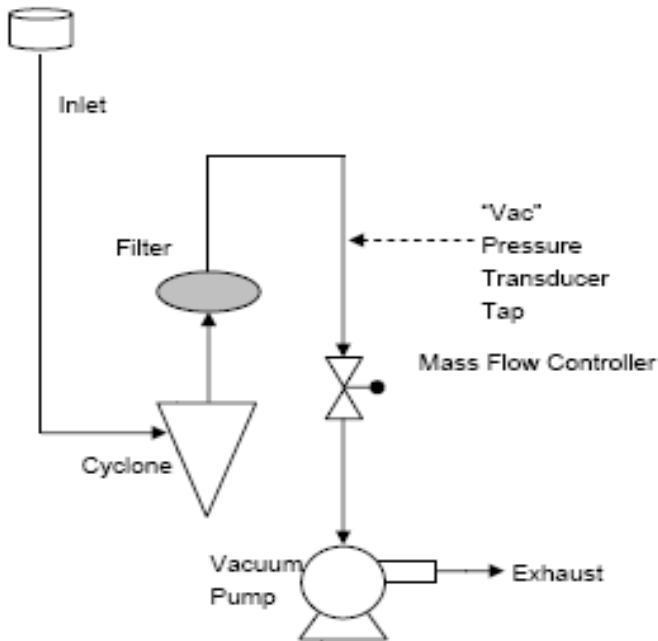 Inlet
Filter
"Vac"
Pressure
Transducer
Tap
Mass Flow Controller
Cyclone
Vacuum
Pump
Exhaust